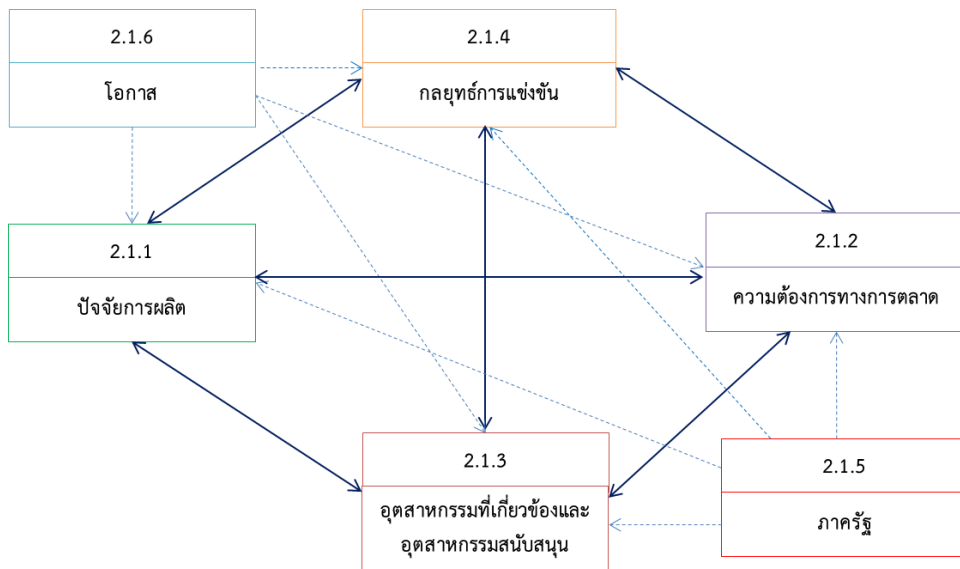 2.1.6
โอกาส
2.1.4
กลยุทธ์การแข่งขัน
2.1.1
ปัจจัยการผลิต
2.1.2
ความต้องการทางการตลาด
2.1.3
อุตสาหกรรมที่เกี่ยวข้องและ
อุตสาหกรรมสนับสนุน
2.1.5
ภาครัฐ